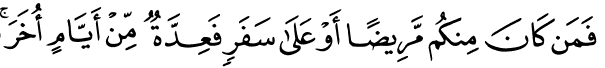 فَمَن كَانَ مِنكُم مَّرِيضًا أَوْ عَلَىٰ سَفَرٍ فَعِدَّةٌ مِّنْ أَيَّامٍ أُخَرَ ۚ